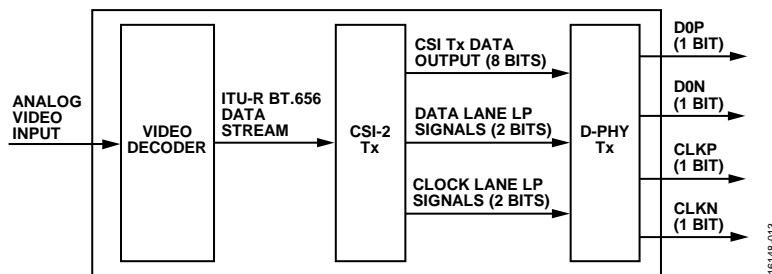 ANALOG
VIDEO
INPUT
VIDEO
DECODER
ITU-R BT.656
DATA
STREAM
CSI-2
Tx
CSI Tx DATA
OUTPUT (8 BITS)
DATA LANE LP
SIGNALS (2 BITS)
CLOCK LANE LP
SIGNALS (2 BITS)
D-PHY
Tx
D0P
(1 BIT)
D0N
(1 BIT)
CLKP
(1 BIT)
CLKN
(1 BIT)
16148-013